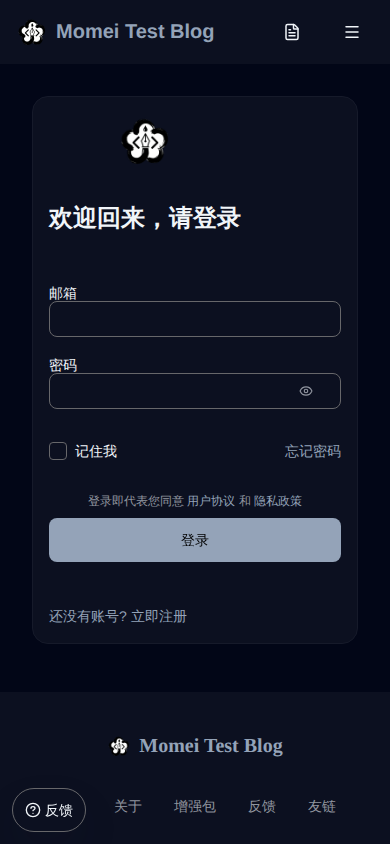 Momei Test Blog
欢迎回来，请登录
邮箱
密码
记住我 忘记密码
登录即代表您同意 用户协议 和 隐私政策
登录
还没有账号? 立即注册
Momei Test Blog
反馈 关于 增强包 反馈 友链